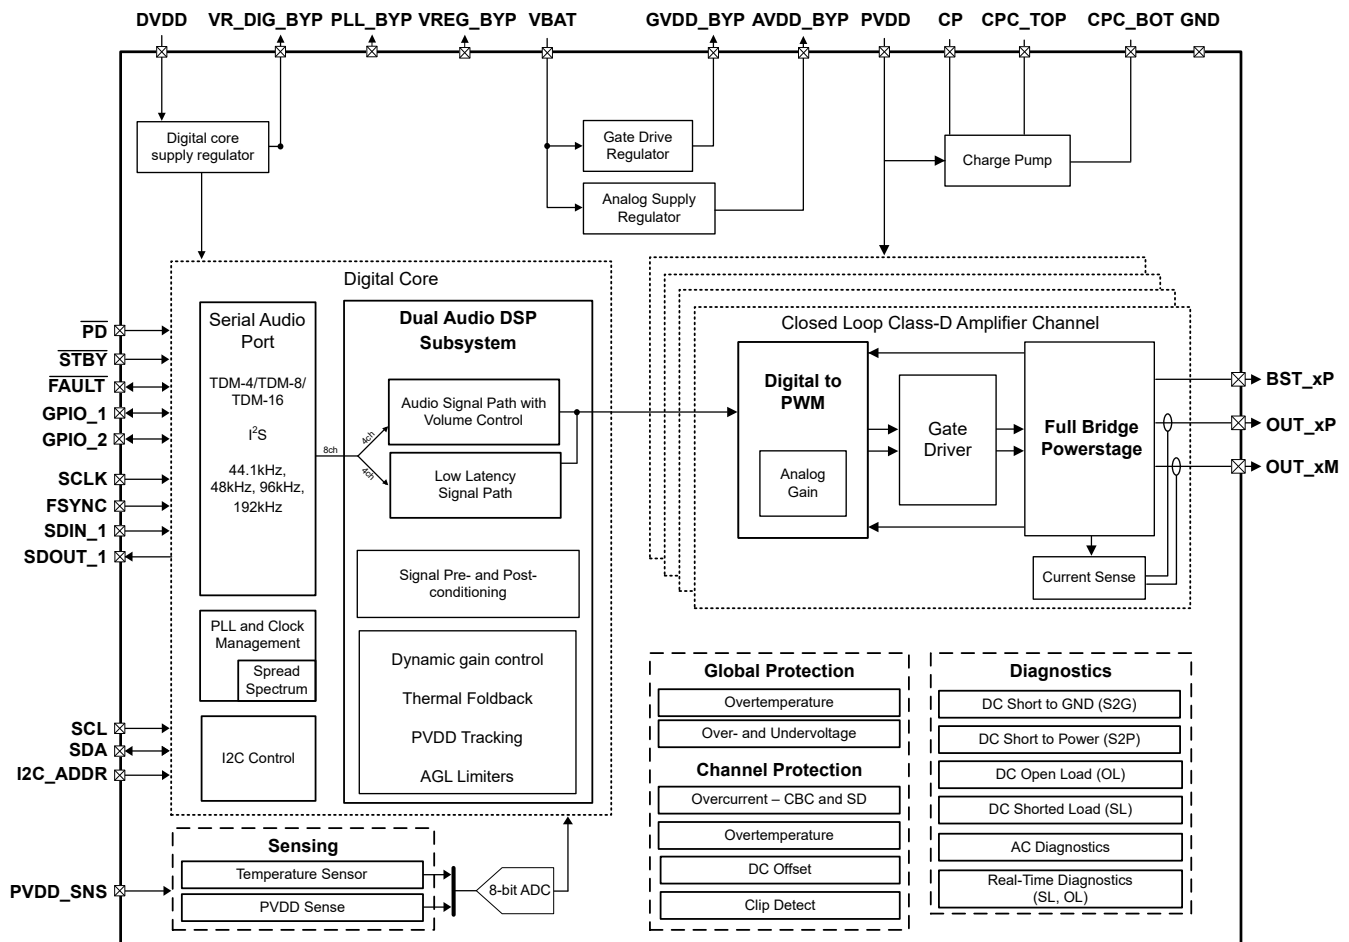 DVDD VR_DIG_BYP PLL_BYP VREG_BYP VBAT GVDD_BYP AVDD_BYP PVDD CP CPC_TOP CPC_BOT GND
Digital core
supply regulator
Gate Drive
Regulator
Analog Supply
Regulator
Charge Pump
PD
STBY
FAULT
GPIO_1
GPIO_2
SCLK
FSYNC
SDIN_1
SDOUT_1
SCL
SDA
I2C_ADDR
PVDD_SNS
Digital Core
Serial Audio
Port
TDM-4/TDM-8/
TDM-16
I²S
44.1kHz,
48kHz, 96kHz,
192kHz
8ch
4ch
4ch
Dual Audio DSP
Subsystem
Audio Signal Path with
Volume Control
Low Latency
Signal Path
Signal Pre- and Post-
conditioning
Dynamic gain control
Thermal Foldback
PVDD Tracking
AGL Limiters
PLL and Clock
Management
Spread
Spectrum
I2C Control
Sensing
Temperature Sensor
PVDD Sense
8-bit ADC
Closed Loop Class-D Amplifier Channel
Digital to
PWM
Analog
Gain
Gate
Driver
Full Bridge
Powerstage
Current Sense
BST_xP
OUT_xP
OUT_xM
Global Protection
Overtemperature
Over- and Undervoltage
Channel Protection
Overcurrent – CBC and SD
Overtemperature
DC Offset
Clip Detect
Diagnostics
DC Short to GND (S2G)
DC Short to Power (S2P)
DC Open Load (OL)
DC Shorted Load (SL)
AC Diagnostics
Real-Time Diagnostics
(SL, OL)